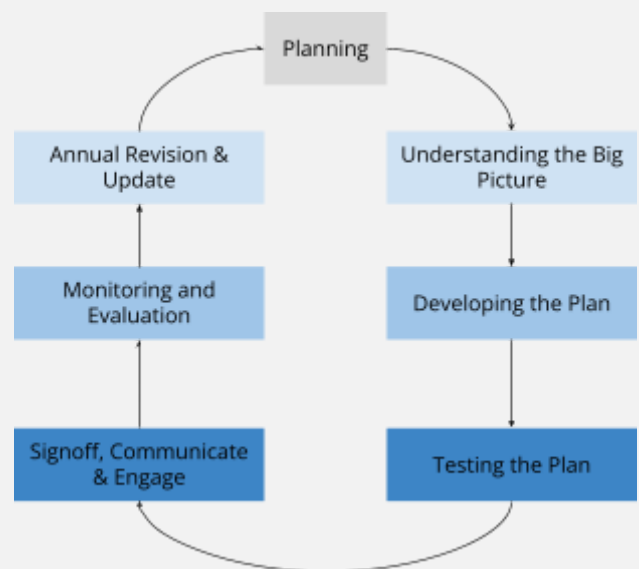 Planning
Understanding the Big
Picture
Developing the Plan
Testing the Plan
Signoff, Communicate
& Engage
Monitoring and
Evaluation
Annual Revision &
Update